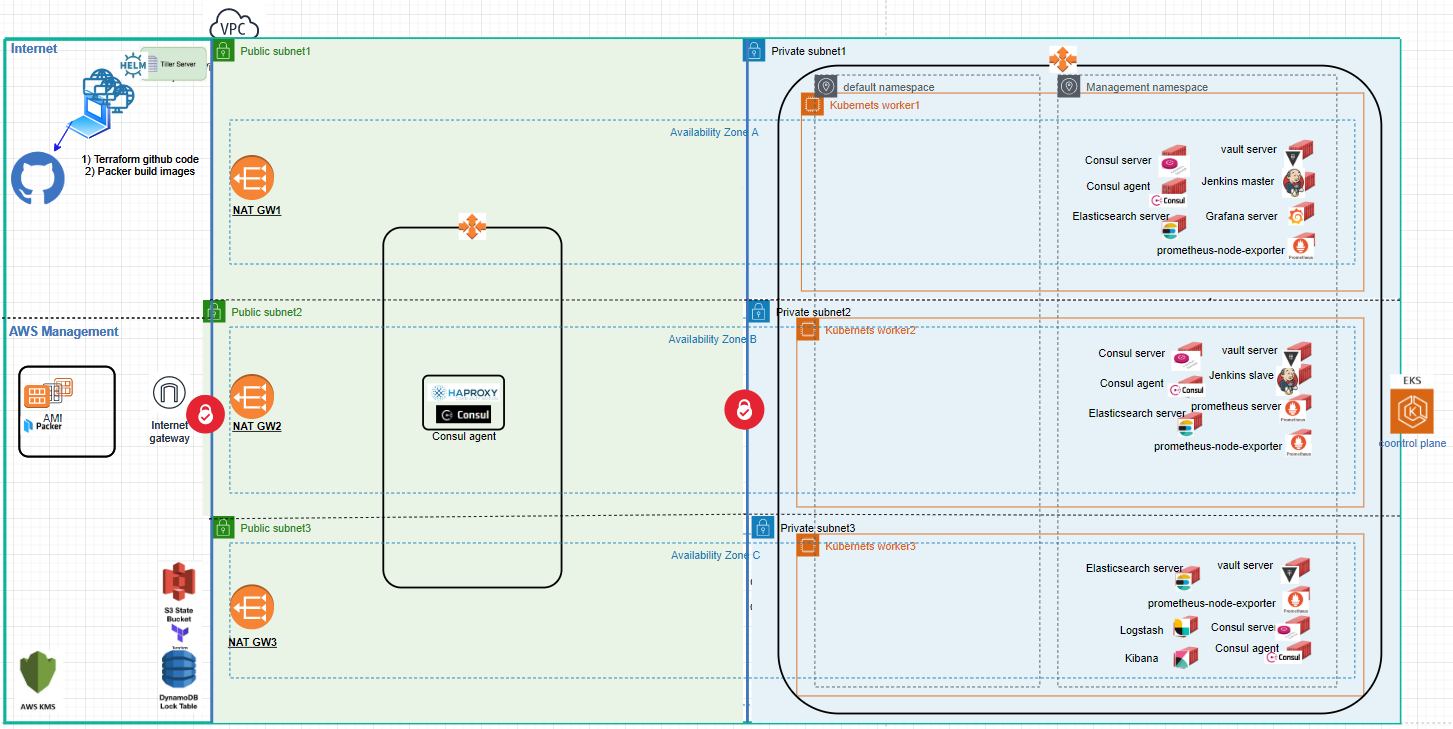 VPC
Internet
HELM
Tiller Server
1) Terraform github code
2) Packer build images
AWS Management
AMI
Packer
Internet
gateway
S3 State
Bucket
DynamoDB
Lock Table
AWS KMS
Public subnet1
Availability Zone A
NAT GW1
Public subnet2
Availability Zone B
NAT GW2
HAPROXY
Consul
Consul agent
Public subnet3
Availability Zone C
NAT GW3
Private subnet1
default namespace
Management namespace
Kubernets worker1
Consul server
vault server
Consul agent
Consul
Jenkins master
Elasticsearch server
Grafana server
prometheus-node-exporter
Prometheus
Private subnet2
Kubernets worker2
Consul server
vault server
Consul agent
Consul
Jenkins slave
Elasticsearch server
prometheus server
Prometheus
prometheus-node-exporter
Prometheus
EKS
coontrol plane
Private subnet3
Kubernets worker3
Elasticsearch server
vault server
prometheus-node-exporter
Prometheus
Logstash
Consul server
Kibana
Consul agent
Consul